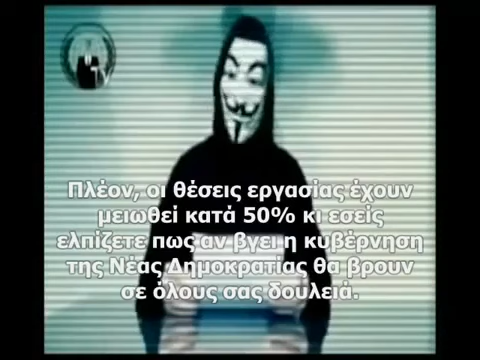 TV
Πλέον, οι θέσεις εργασίας έχουν
μειωθεί κατά 50% κι εσείς
ελπίζετε πως αν βγει η κυβέρνηση
της Νέας Δημοκρατίας θα βρουν
σε όλους σας δουλειά.